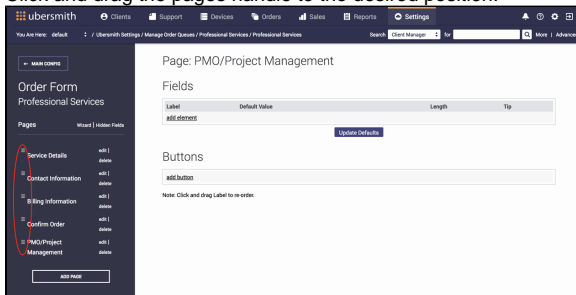 Click and drag the pages handle to the desired position.
ubersmith Clients Support Devices Orders Sales Reports Settings
You Are Here: default / Ubersmith Settings / Manage Order Queues / Professional Services / Professional Services Search Client Manager for More | Advance
← MAIN CONFIG
Page: PMO/Project Management
Order Form
Professional Services
Fields
Label Default Value Length Tip
add element
Update Defaults
Pages Wizard | Hidden Fields
Service Details edit | delete
Contact Information edit | delete
Billing information edit | delete
Confirm Order edit | delete
PMO/Project Management edit | delete
ADD PAGE
Buttons
add button
Note: Click and drag Label to re-order.